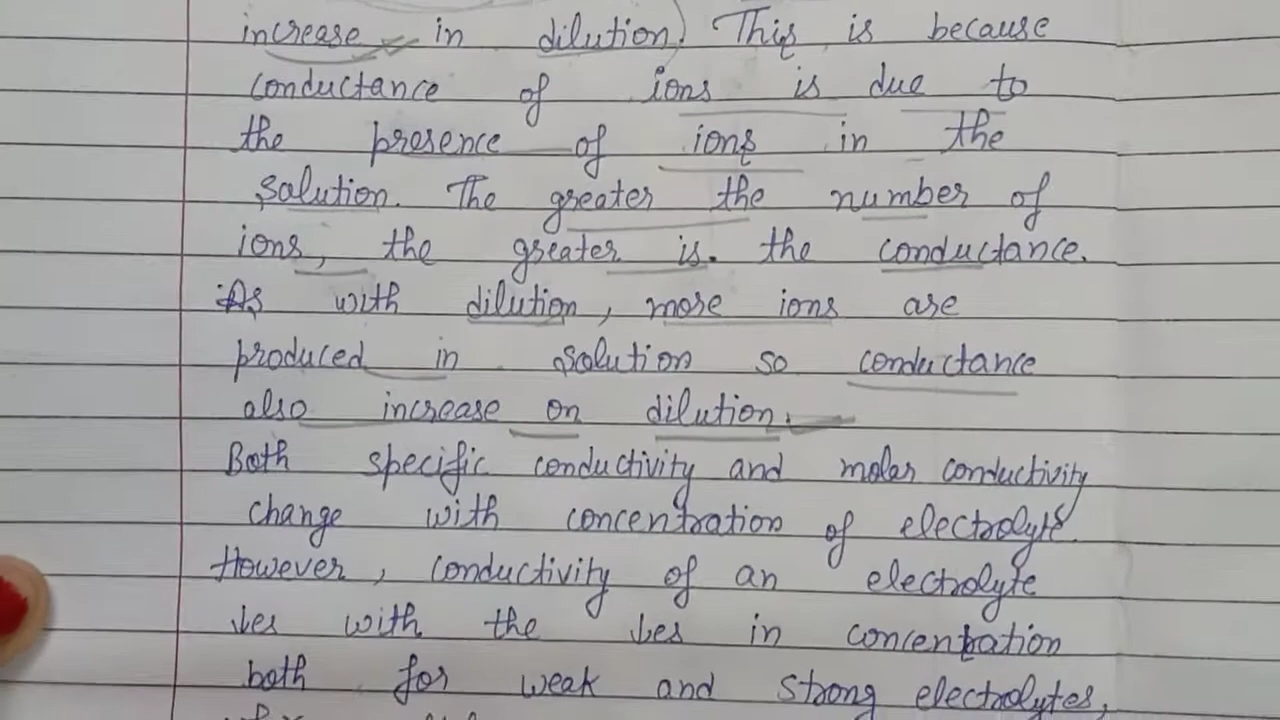 increase in dilution) This is because
conductance of ions is due to
the presence of ions in the
solution. The greater the number of
ions, the greater is. the conductance.
As with dilution, more ions are
produced in solution so conductance
also increase on dilution.
Both specific conductivity and molar conductivity
change with concentration of electrolyte.
However, conductivity of an electrolyte
↓es with the ↓es in concentration
both for weak and strong electrolytes,